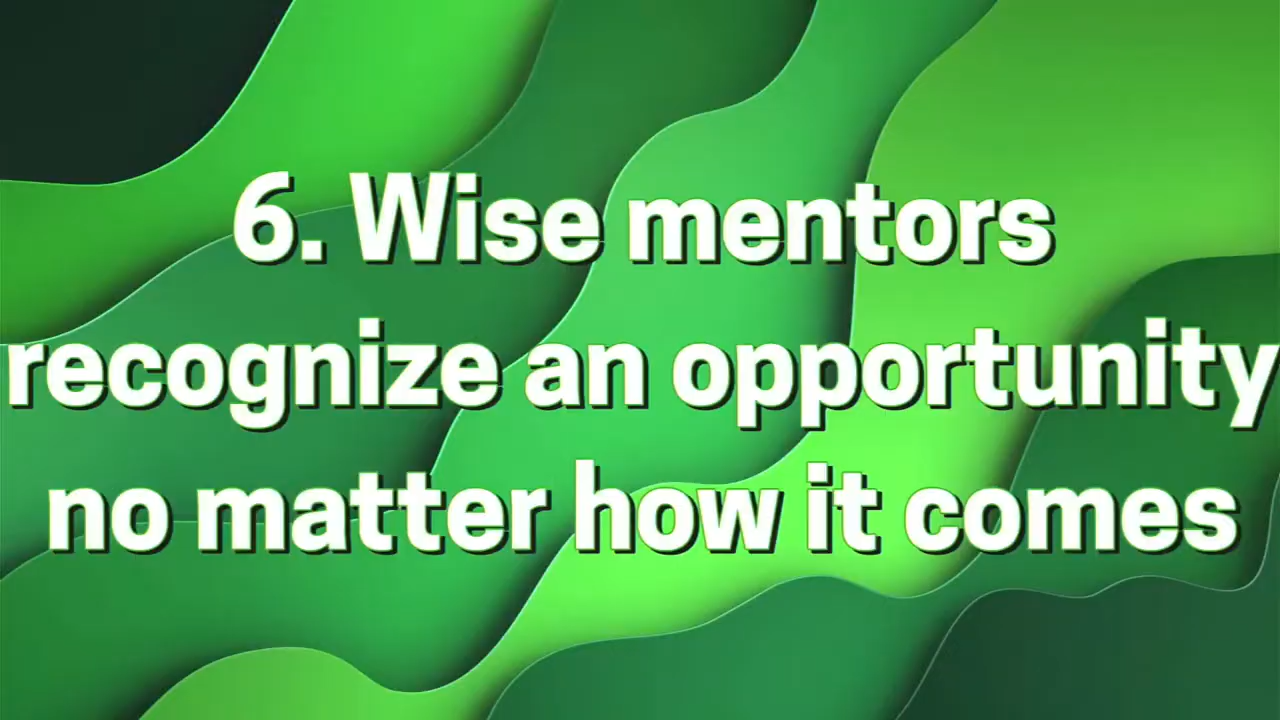 6. Wise mentors
recognize an opportunity
no matter how it comes